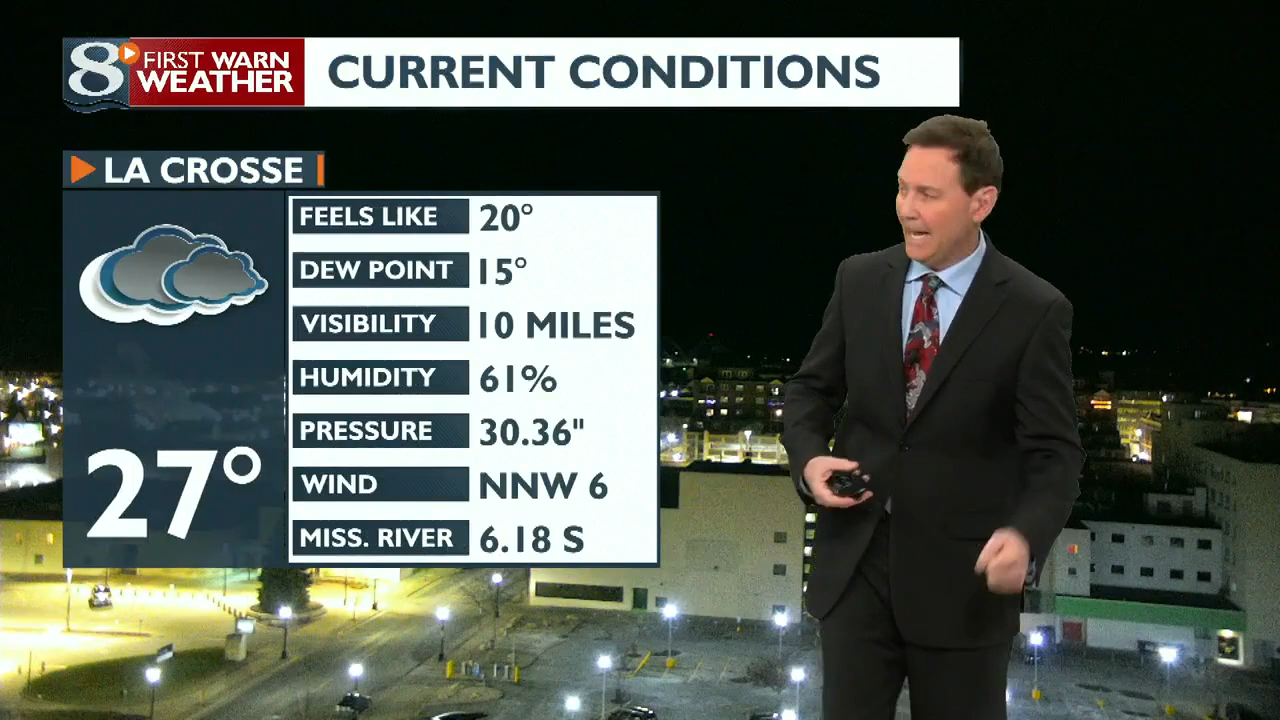 8 FIRST WARN
WEATHER
CURRENT CONDITIONS
LA CROSSE
27°
FEELS LIKE 20°
DEW POINT 15°
VISIBILITY 10 MILES
HUMIDITY 61%
PRESSURE 30.36"
WIND NNW 6
MISS. RIVER 6.18 S